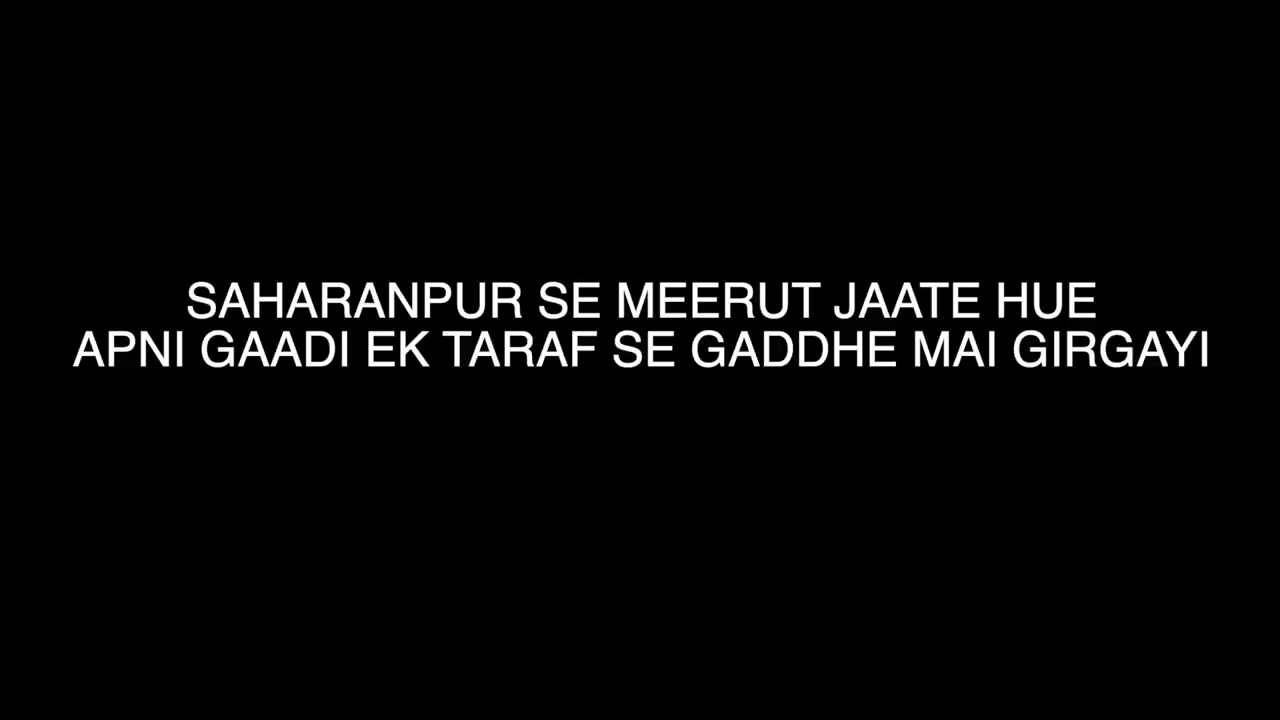 SAHARANPUR SE MEERUT JAATE HUE
APNI GAADI EK TARAF SE GADDHE MAI GIRGAYI